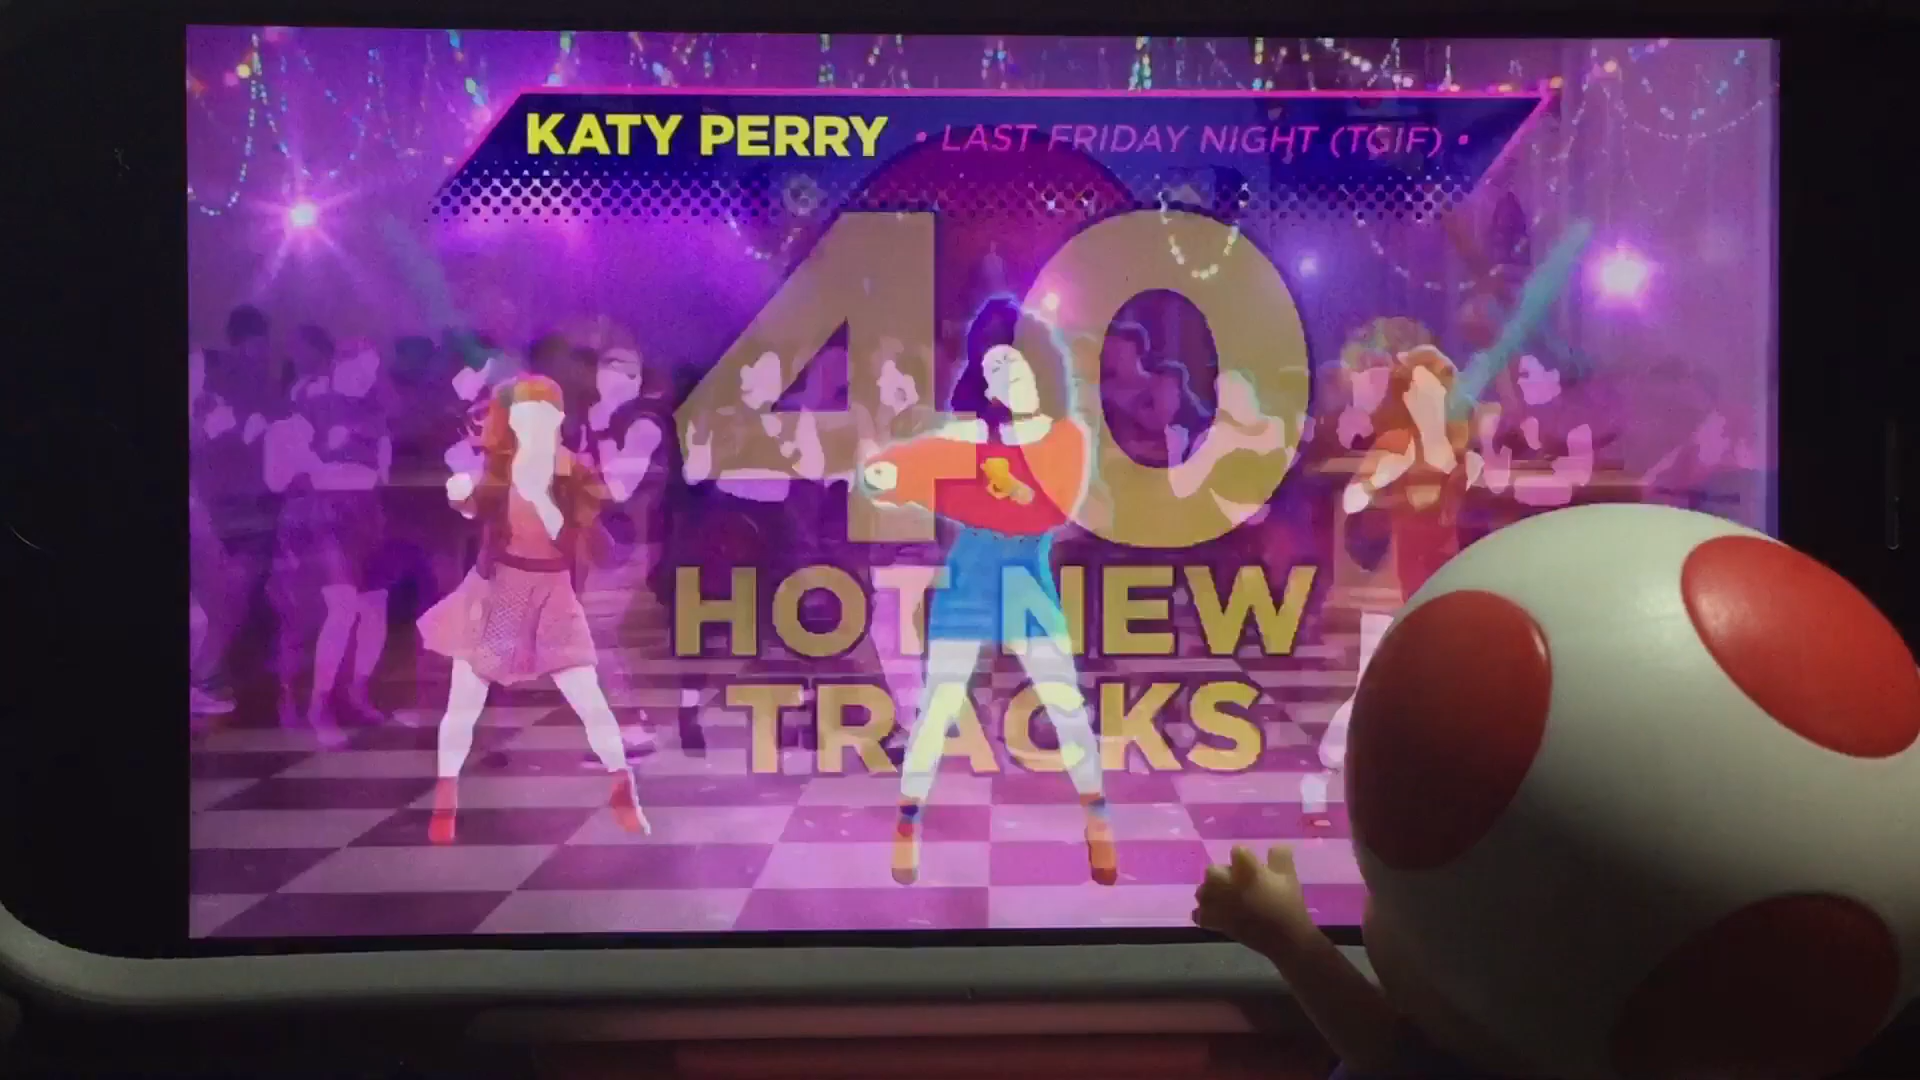 KATY PERRY • LAST FRIDAY NIGHT (TGIF) •
40
HOT NEW
TRACKS